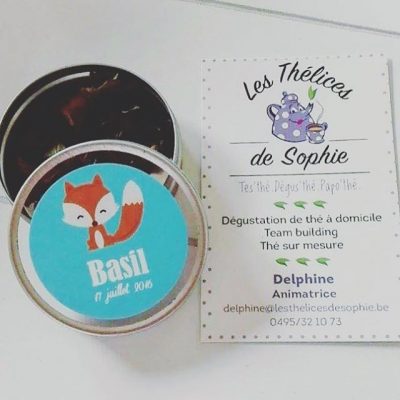 Les Thélices
de Sophie
Tes'thé Dégus'thé Papo'thé...
Dégustation de thé à domicile
Team building
Thé sur mesure
Delphine
Animatrice
delphine@lesthelicesdesophie.be
0495/32 10 73
Basil
17 juillet 2016